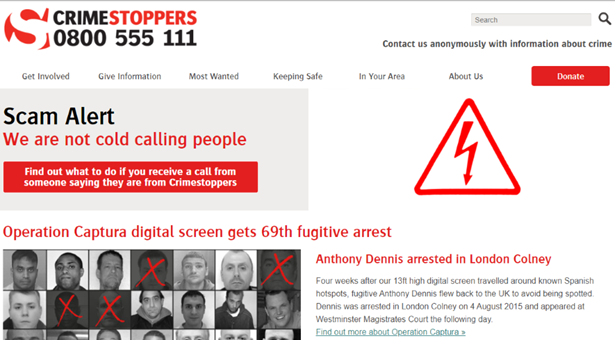 CRIMESTOPPERS
0800 555 111
Search
Contact us anonymously with information about crime
Get Involved Give Information Most Wanted Keeping Safe In Your Area About Us Donate
Scam Alert
We are not cold calling people
Find out what to do if you receive a call from
someone saying they are from Crimestoppers
Operation Captura digital screen gets 69th fugitive arrest
Anthony Dennis arrested in London Colney
Four weeks after our 13ft high digital screen travelled around known Spanish
hotspots, fugitive Anthony Dennis flew back to the UK to avoid being spotted.
Dennis was arrested in London Colney on 4 August 2015 and appeared at
Westminster Magistrates Court the following day.
Find out more about Operation Captura »